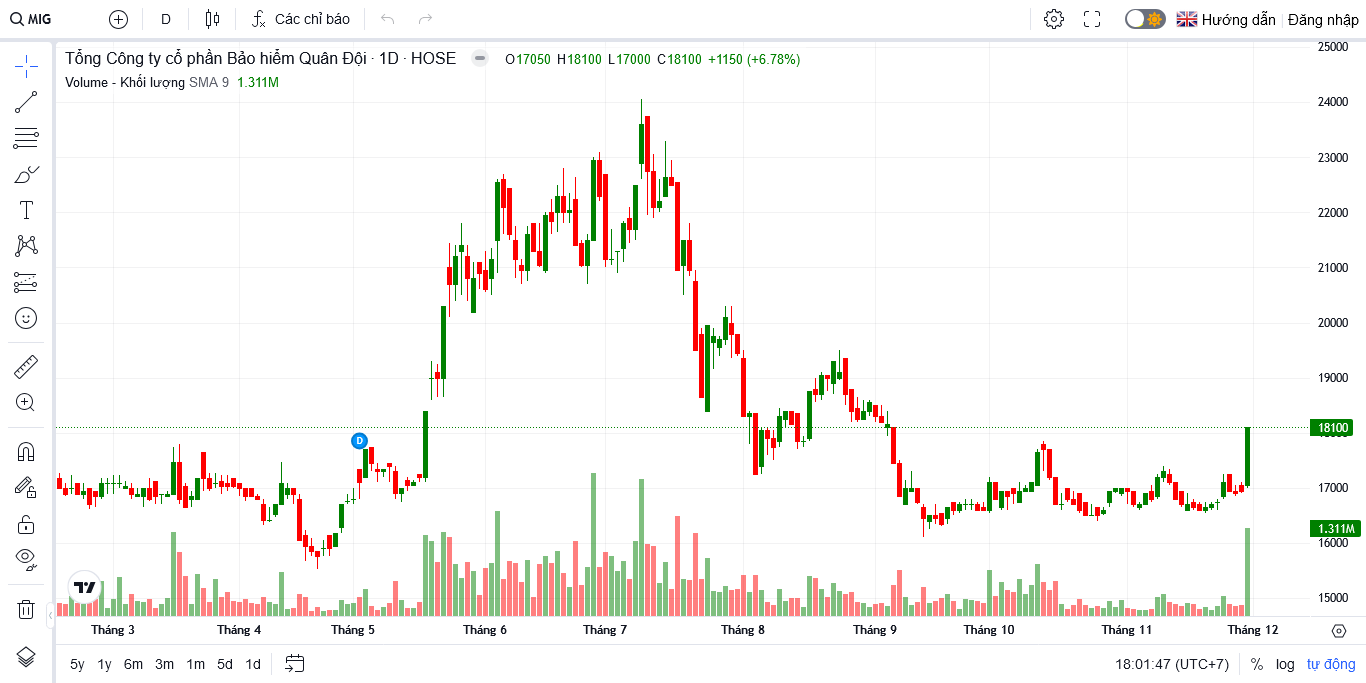 MIG D Các chỉ báo Hướng dẫn Đăng nhập
Tổng Công ty cổ phần Bảo hiểm Quân Đội · 1D · HOSE O17050 H18100 L17000 C18100 +1150 (+6.78%)
Volume - Khối lượng SMA 9 1.311M
25000
24000
23000
22000
21000
20000
19000
18100
18000
17000
1.311M
16000
15000
D
Tháng 3 Tháng 4 Tháng 5 Tháng 6 Tháng 7 Tháng 8 Tháng 9 Tháng 10 Tháng 11 Tháng 12
5y 1y 6m 3m 1m 5d 1d 18:01:47 (UTC+7) % log tự động